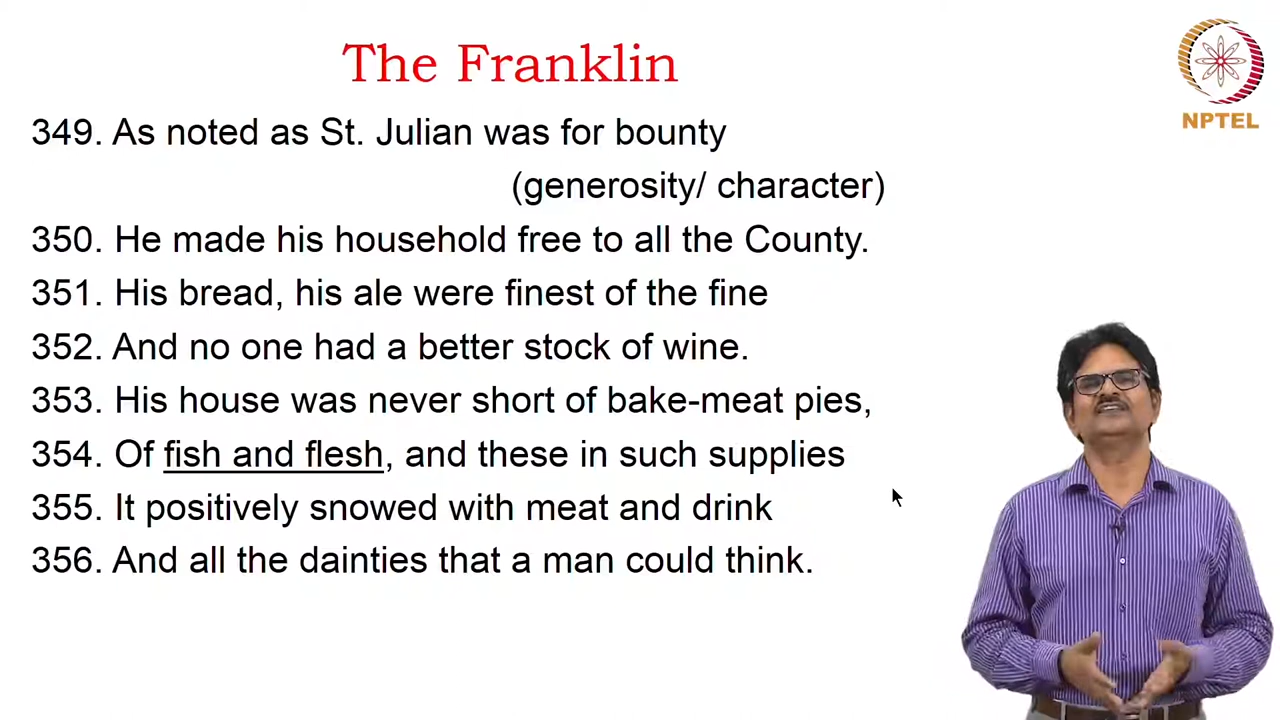 The Franklin
NPTEL
349. As noted as St. Julian was for bounty
(generosity/ character)
350. He made his household free to all the County.
351. His bread, his ale were finest of the fine
352. And no one had a better stock of wine.
353. His house was never short of bake-meat pies,
354. Of fish and flesh, and these in such supplies
355. It positively snowed with meat and drink
356. And all the dainties that a man could think.